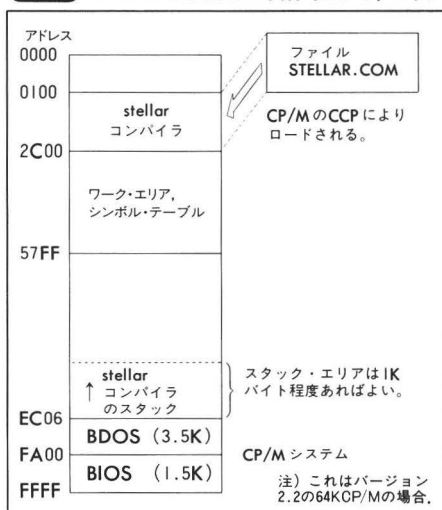 アドレス
0000
0100
2C00
57FF
EC06
FA00
FFFF
stellar
コンパイラ
ワーク・エリア,
シンボル・テーブル
stellar
↑ コンパイラ
のスタック
BDOS (3.5K)
BIOS (1.5K)
ファイル
STELLAR.COM
CP/MのCCPにより
ロードされる。
スタック・エリアは1K
バイト程度あればよい。
CP/Mシステム
注) これはバージョン
2.2の64KCP/Mの場合.